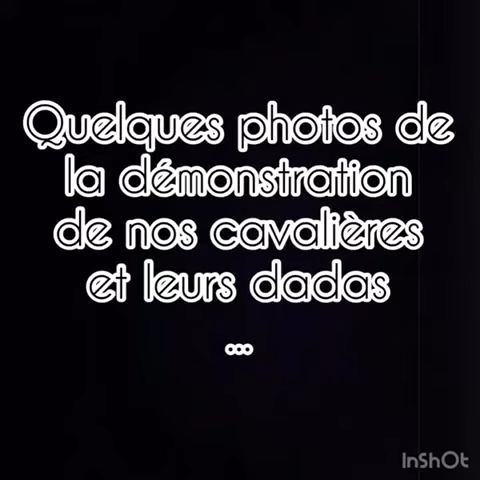 Quelques photos de
la démonstration
de nos cavalières
et leurs dadas
...
InShOt